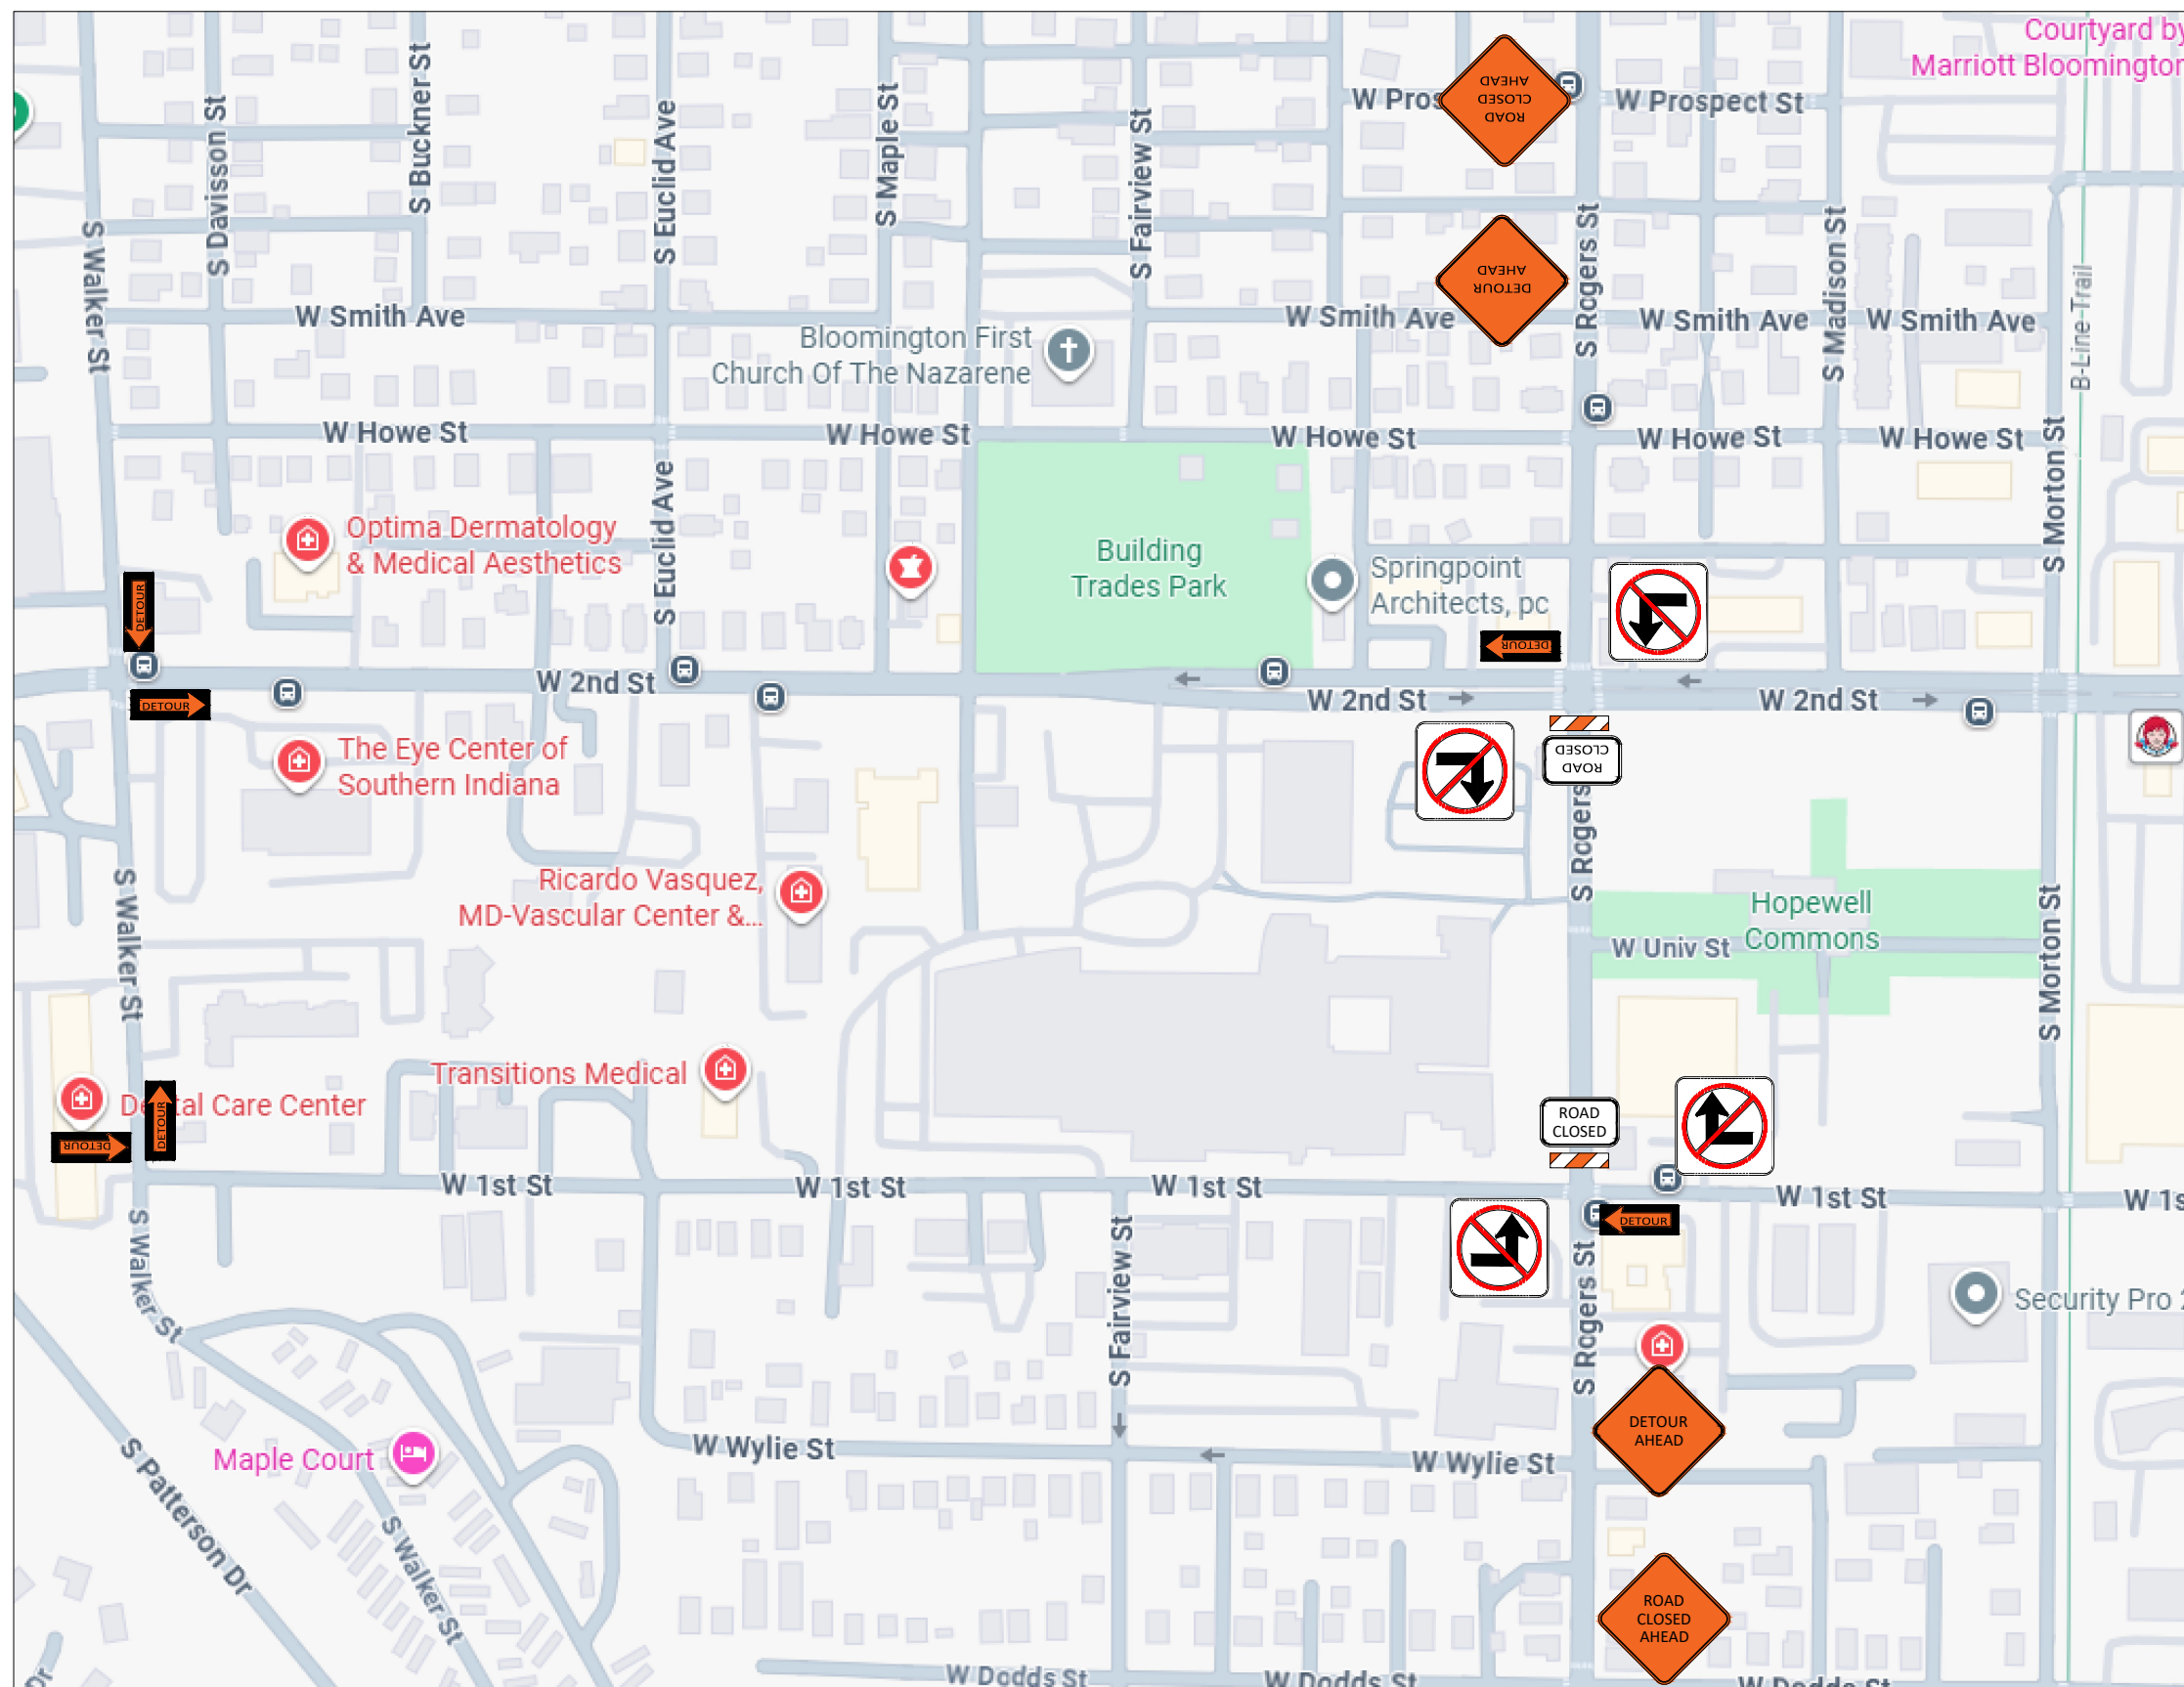 Courtyard by
Marriott Bloomington
ROAD
CLOSED
AHEAD
W Prospect St
S Buckner St
S Davisson St
S Euclid Ave
S Maple St
S Fairview St
S Walker St
S Rogers St
S Madison St
B-Line-Trail
DETOUR
AHEAD
W Smith Ave
W Smith Ave
W Smith Ave
W Smith Ave
Bloomington First
Church Of The Nazarene
W Howe St
W Howe St
W Howe St
W Howe St
W Howe St
S Morton St
S Euclid Ave
Optima Dermatology
& Medical Aesthetics
Building
Trades Park
Springpoint
Architects, pc
DETOUR
DETOUR
DETOUR
W 2nd St
W 2nd St
W 2nd St
ROAD
CLOSED
The Eye Center of
Southern Indiana
S Rogers
Ricardo Vasquez,
MD-Vascular Center &...
S Walker St
Hopewell
Commons
W Univ St
S Morton St
Transitions Medical
Dental Care Center
DETOUR
DETOUR
ROAD
CLOSED
W 1st St
W 1st St
W 1st St
W 1st St
W 1s
DETOUR
S Walker St
S Fairview St
S Rogers St
Security Pro
DETOUR
AHEAD
Maple Court
W Wylie St
W Wylie St
S Patterson Dr
S Walker St
ROAD
CLOSED
AHEAD
Dr
W Dodds St
W Dodds St
W Dodds St